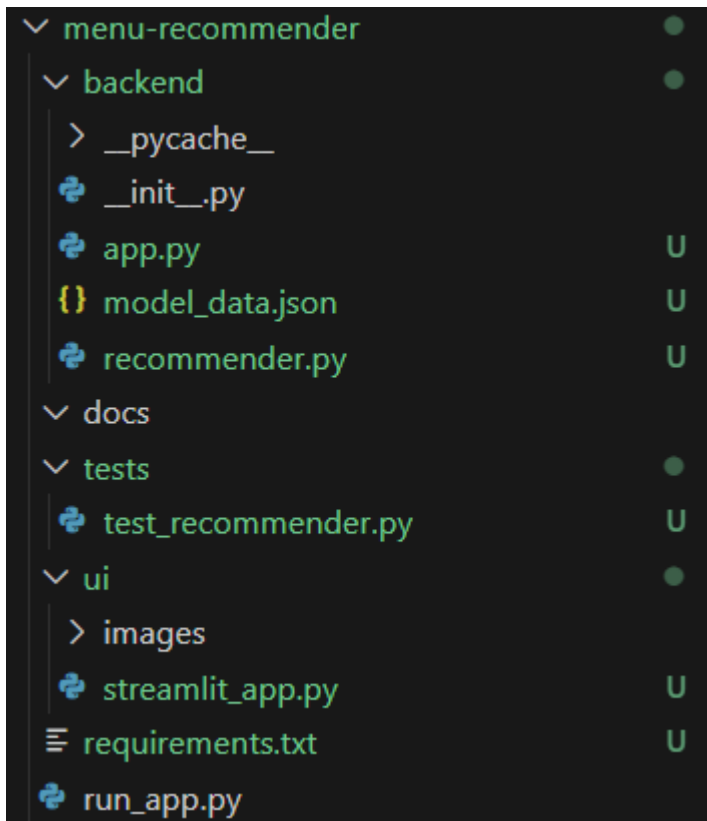 menu-recommender
backend
__pycache__
__init__.py
app.py U
{} model_data.json U
recommender.py U
docs
tests
test_recommender.py U
ui
images
streamlit_app.py U
requirements.txt U
run_app.py